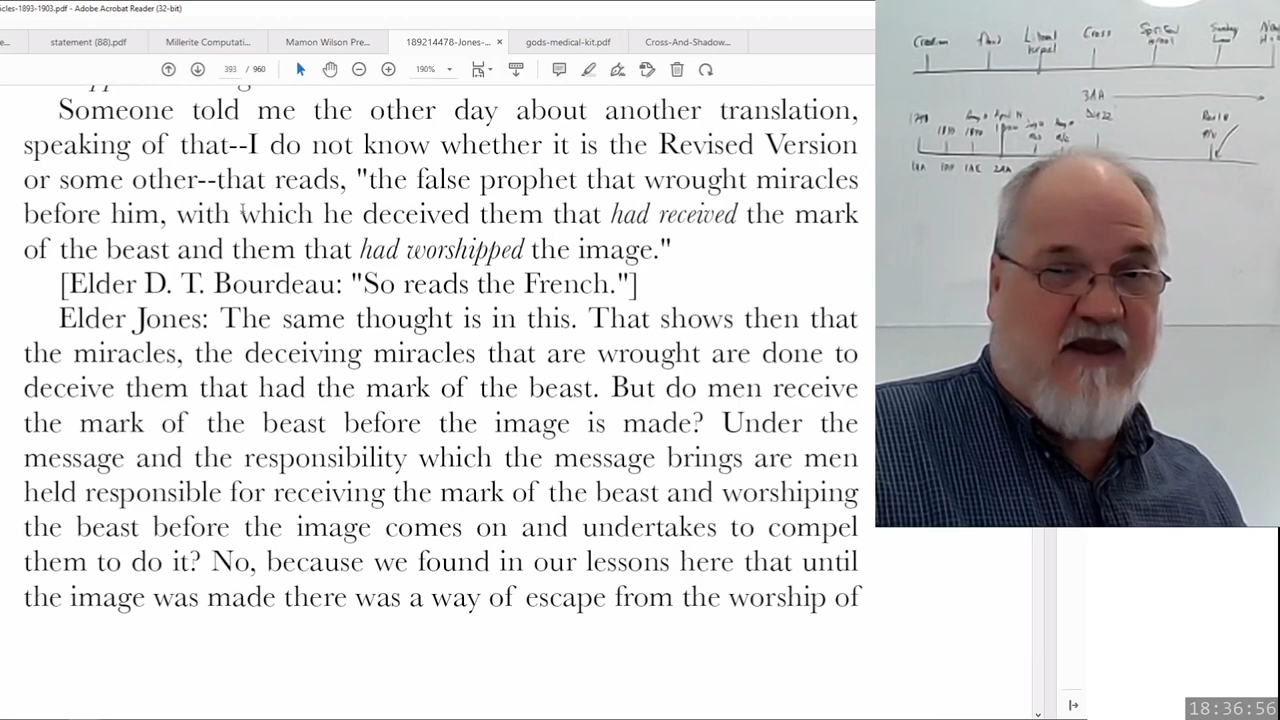 cles-1893-1903.pdf - Adobe Acrobat Reader (32-bit)
e... statement (88).pdf Millerite Computati... Mamon Wilson Pre... 189214478-Jones-... × gods-medical-kit.pdf Cross-And-Shadow...
393 / 960 190%
Someone told me the other day about another translation,
speaking of that--I do not know whether it is the Revised Version
or some other--that reads, "the false prophet that wrought miracles
before him, with which he deceived them that had received the mark
of the beast and them that had worshipped the image."
[Elder D. T. Bourdeau: "So reads the French."]
Elder Jones: The same thought is in this. That shows then that
the miracles, the deceiving miracles that are wrought are done to
deceive them that had the mark of the beast. But do men receive
the mark of the beast before the image is made? Under the
message and the responsibility which the message brings are men
held responsible for receiving the mark of the beast and worshiping
the beast before the image comes on and undertakes to compel
them to do it? No, because we found in our lessons here that until
the image was made there was a way of escape from the worship of
Creation flood Literal Cross Sunday
3AA
1798
1AA 2AA
18:36:56